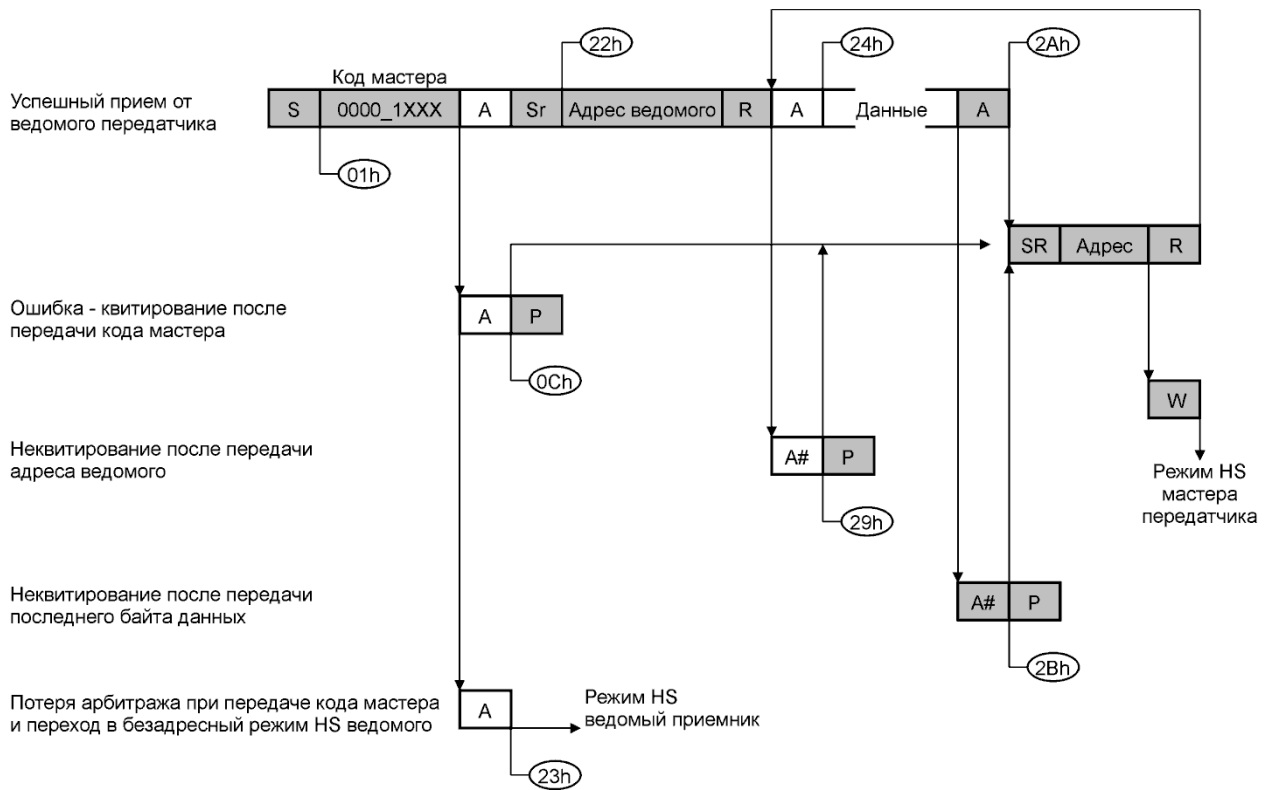 22h
24h
2Ah
Код мастера
Успешный прием от
ведомого передатчика
S 0000_1XXX A Sr Адрес ведомого R A Данные A
01h
SR Адрес R
Ошибка - квитирование после
передачи кода мастера
A P
0Ch
W
Неквитирование после передачи
адреса ведомого
A# P
Режим HS
мастера
передатчика
29h
Неквитирование после передачи
последнего байта данных
A# P
2Bh
Потеря арбитража при передаче кода мастера
и переход в безадресный режим HS ведомого
A
Режим HS
ведомый приемник
23h